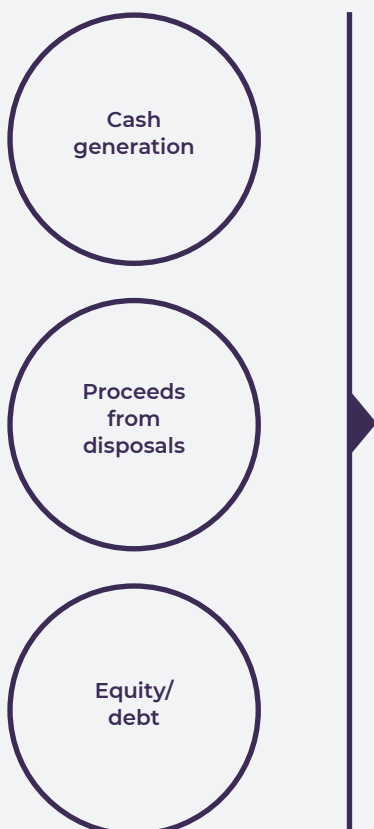 Cash
generation
Proceeds
from
disposals
Equity/
debt